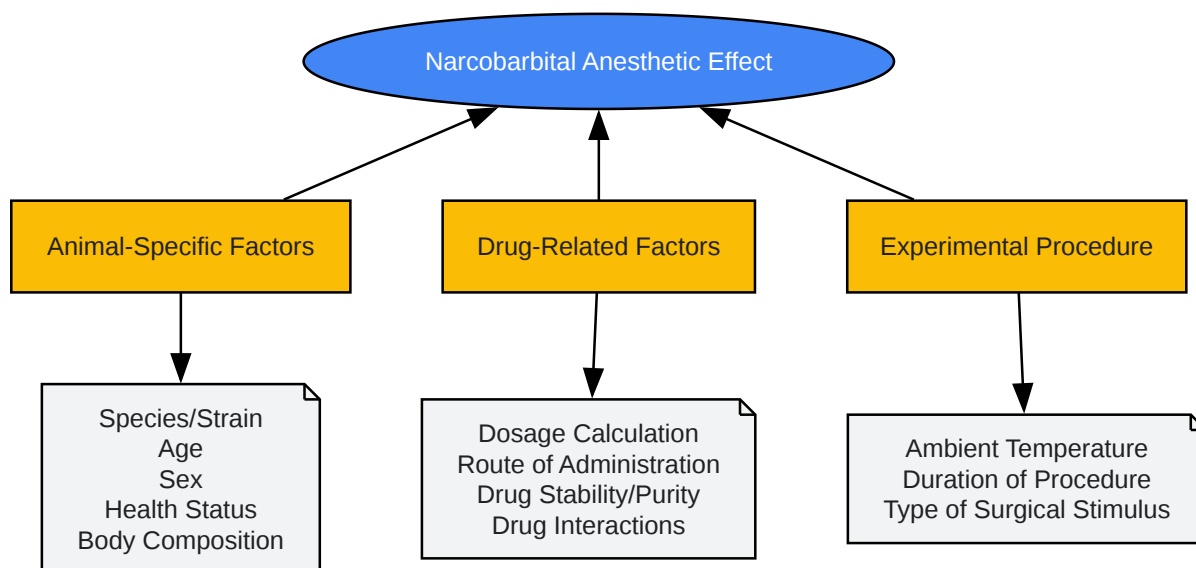 Narcobarbital Anesthetic Effect
Animal-Specific Factors
Drug-Related Factors
Experimental Procedure
Species/Strain
Age
Sex
Health Status
Body Composition
Dosage Calculation
Route of Administration
Drug Stability/Purity
Drug Interactions
Ambient Temperature
Duration of Procedure
Type of Surgical Stimulus